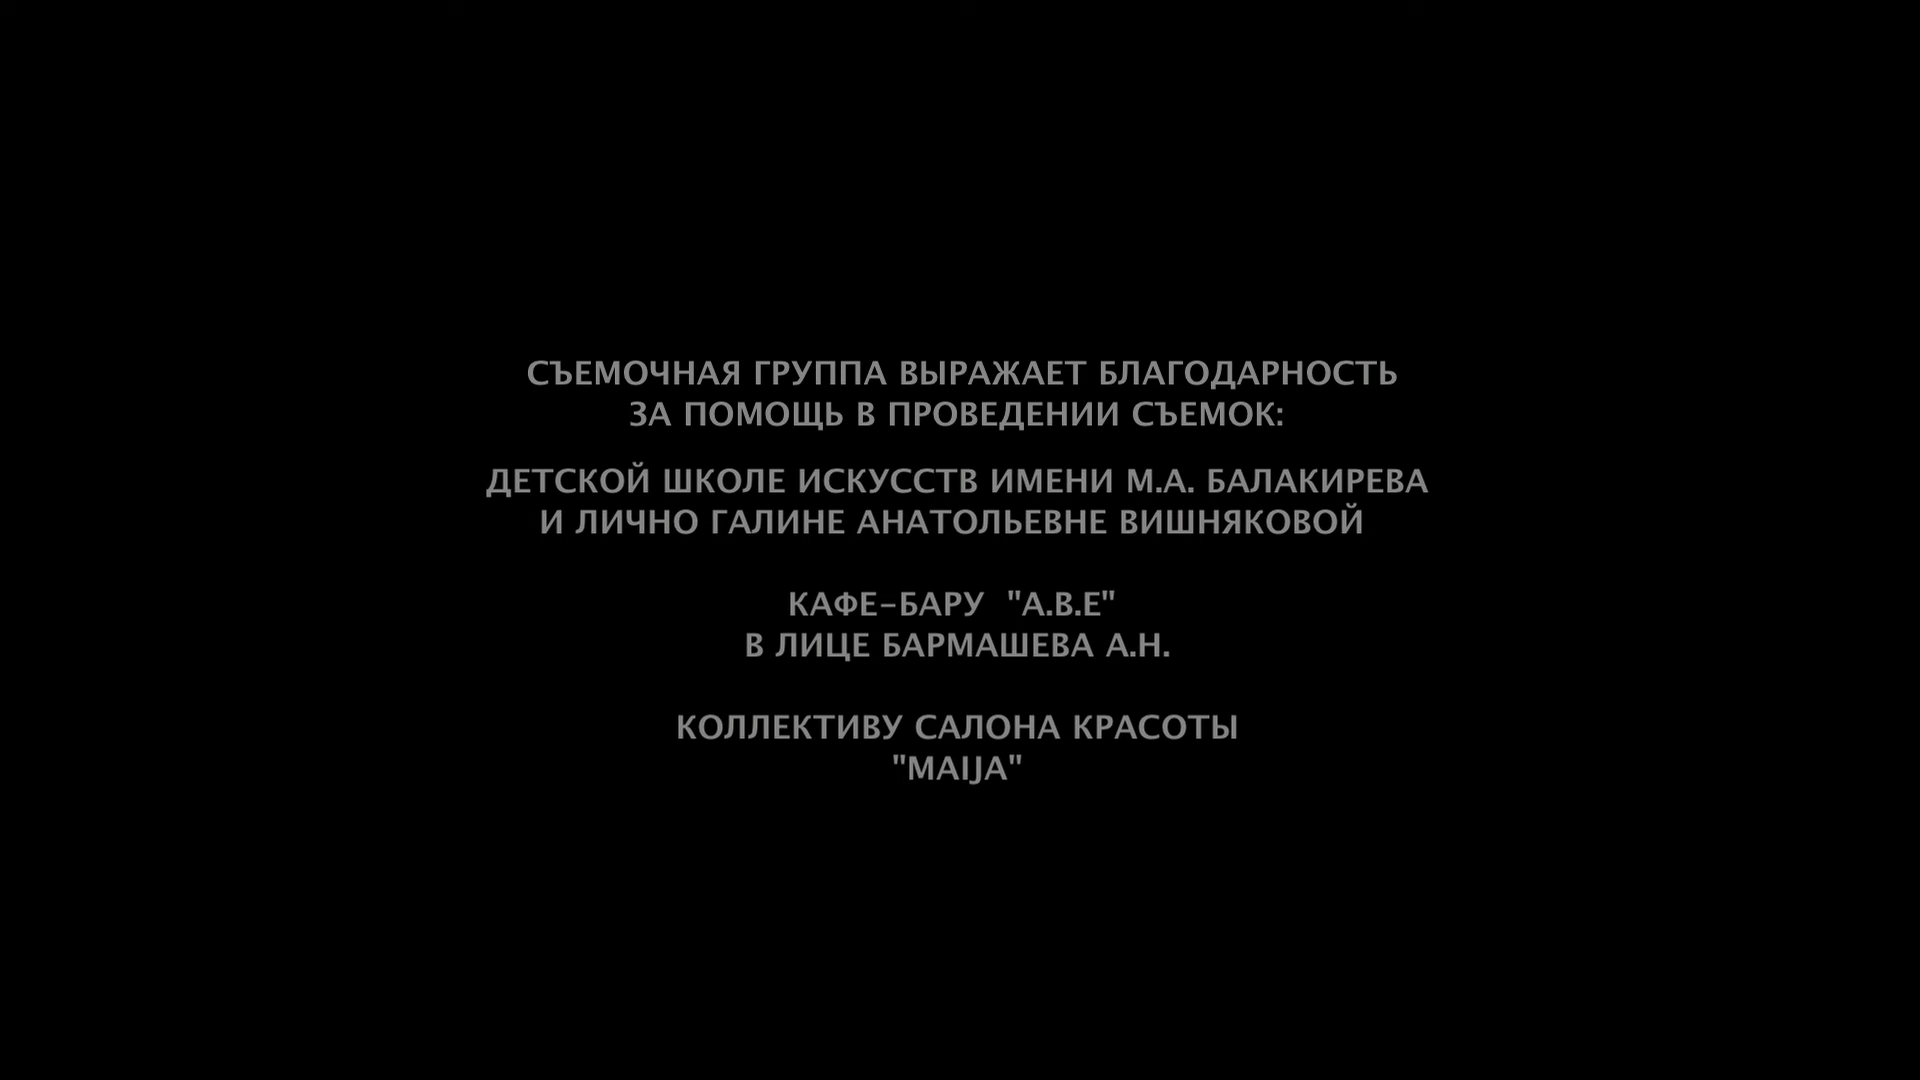 СЪЕМОЧНАЯ ГРУППА ВЫРАЖАЕТ БЛАГОДАРНОСТЬ
ЗА ПОМОЩЬ В ПРОВЕДЕНИИ СЪЕМОК:
ДЕТСКОЙ ШКОЛЕ ИСКУССТВ ИМЕНИ М.А. БАЛАКИРЕВА
И ЛИЧНО ГАЛИНЕ АНАТОЛЬЕВНЕ ВИШНЯКОВОЙ
КАФЕ-БАРУ "А.В.Е"
В ЛИЦЕ БАРМАШЕВА А.Н.
КОЛЛЕКТИВУ САЛОНА КРАСОТЫ
"MAIJA"